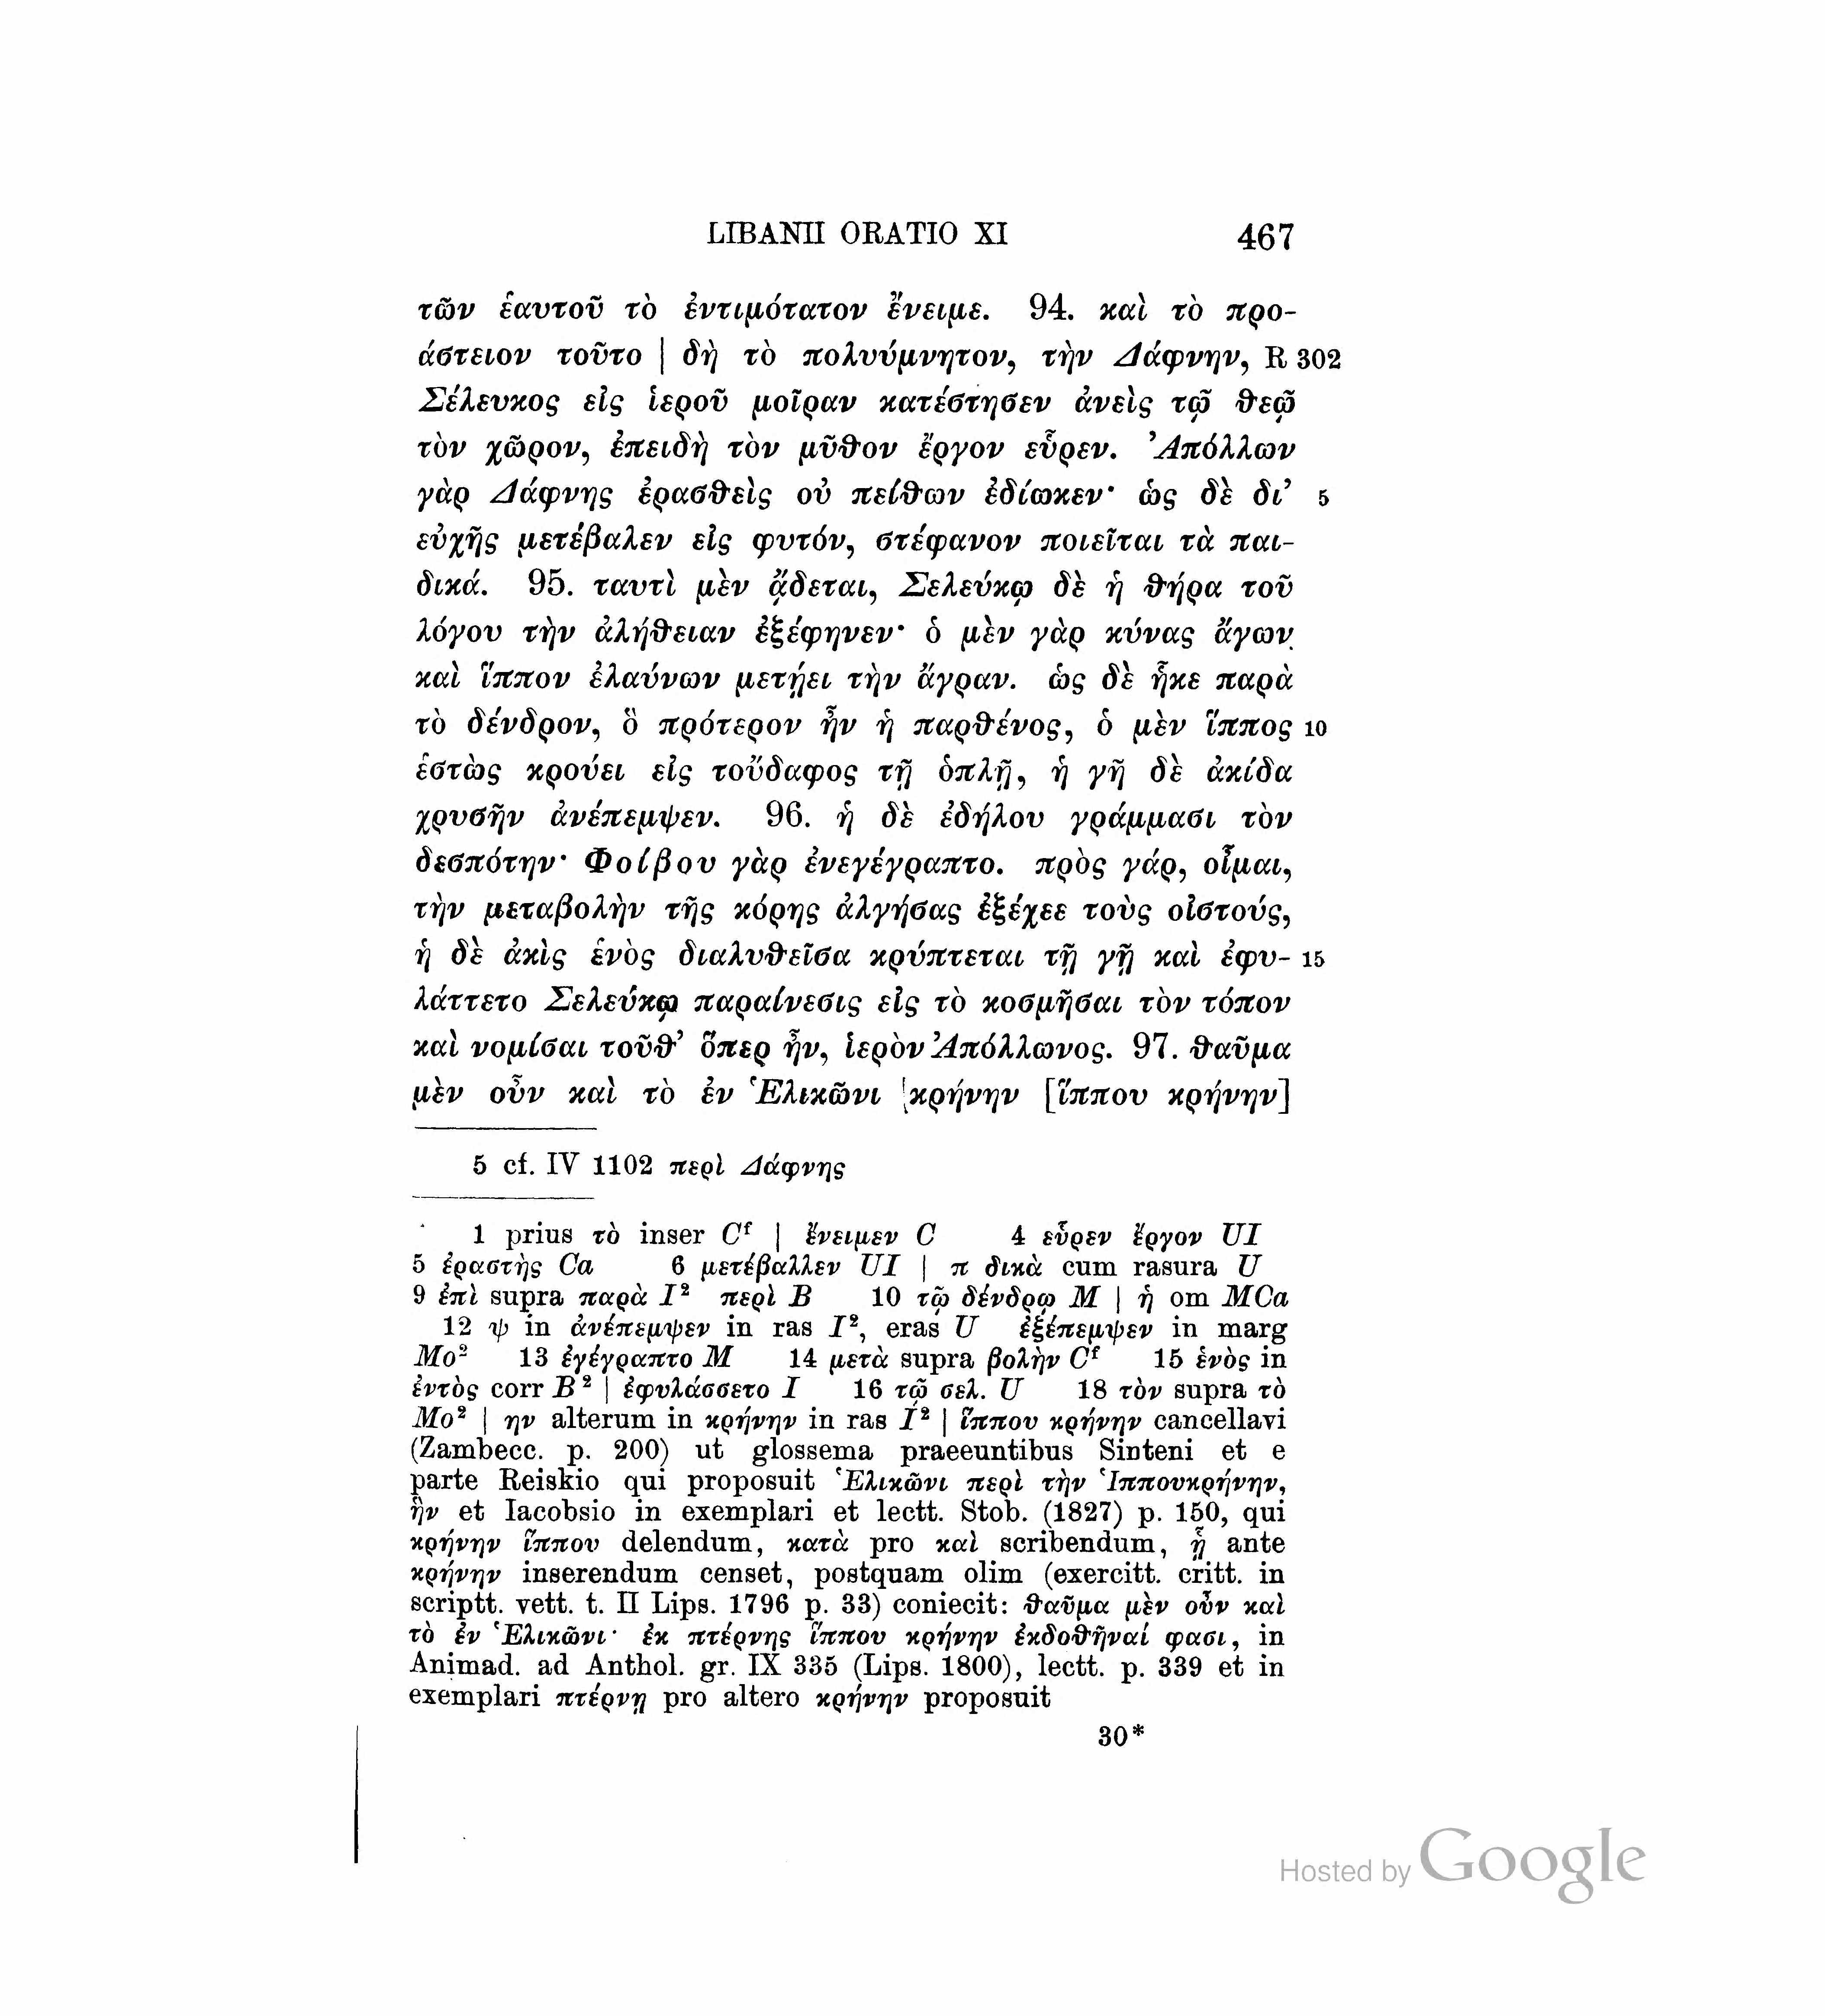 LIBANII ORATIO XI 467
τῶν ἑαυτοῦ τὸ ἐντιμότατον ἔνειμε. 94. καὶ τὸ προ-
άστειον τοῦτο | δὴ τὸ πολυύμνητον, τὴν Δάφνην, R 302
Σέλευκος εἰς ἱεροῦ μοῖραν κατέστησεν ἀνεὶς τῷ θεῷ
τὸν χῶρον, ἐπειδὴ τὸν μῦθον ἔργον εὗρεν. Ἀπόλλων
γὰρ Δάφνης ἐρασθεὶς οὐ πείθων ἐδίωκεν· ὡς δὲ δι’ 5
εὐχῆς μετέβαλεν εἰς φυτόν, στέφανον ποιεῖται τὰ παι-
δικά. 95. ταυτὶ μὲν ᾄδεται, Σελεύκῳ δὲ ἡ θήρα τοῦ
λόγου τὴν ἀλήθειαν ἐξέφηνεν· ὁ μὲν γὰρ κύνας ἄγων
καὶ ἵππον ἐλαύνων μετῄει τὴν ἄγραν. ὡς δὲ ἧκε παρὰ
τὸ δένδρον, ὃ πρότερον ἦν ἡ παρθένος, ὁ μὲν ἵππος 10
ἑστὼς κρούει εἰς τοὔδαφος τῇ ὁπλῇ, ἡ γῆ δὲ ἀκίδα
χρυσῆν ἀνέπεμψεν. 96. ἡ δὲ ἐδήλου γράμμασι τὸν
δεσπότην· Φοίβου γὰρ ἐνεγέγραπτο. πρὸς γάρ, οἶμαι,
τὴν μεταβολὴν τῆς κόρης ἀλγήσας ἐξέχεε τοὺς οἰστούς,
ἡ δὲ ἀκὶς ἑνὸς διαλυθεῖσα κρύπτεται τῇ γῇ καὶ ἐφυ- 15
λάττετο Σελεύκῳ παραίνεσις εἰς τὸ κοσμῆσαι τὸν τόπον
καὶ νομίσαι τοῦθ’ ὅπερ ἦν, ἱερὸν Ἀπόλλωνος. 97. θαῦμα
μὲν οὖν καὶ τὸ ἐν Ἑλικῶνι κρήνην [ἵππου κρήνην]
5 cf. IV 1102 περὶ Δάφνης
1 prius τὸ inser Cᶠ | ἔνειμεν C 4 εὗρεν ἔργον UI
5 ἐραστὴς Ca 6 μετέβαλλεν UI | π δικὰ cum rasura U
9 ἐπὶ supra παρὰ I² περὶ B 10 τῷ δένδρῳ M | ἡ om MCa
12 ψ in ἀνέπεμψεν in ras I², eras U ἐξέπεμψεν in marg
Mo² 13 ἐγέγραπτο M 14 μετὰ supra βολὴν Cᶠ 15 ἑνὸς in
ἐντὸς corr B² | ἐφυλάσσετο I 16 τῷ σελ. U 18 τὸν supra τὸ
Mo² | ην alterum in κρήνην in ras I² | ἵππου κρήνην cancellavi
(Zambecc. p. 200) ut glossema praeeuntibus Sinteni et e
parte Reiskio qui proposuit Ἑλικῶνι περὶ τὴν Ἱππουκρήνην,
ἣν et Iacobsio in exemplari et lectt. Stob. (1827) p. 150, qui
κρήνην ἵππου delendum, κατὰ pro καὶ scribendum, ᾗ ante
κρήνην inserendum censet, postquam olim (exercitt. critt. in
scriptt. vett. t. II Lips. 1796 p. 33) coniecit: θαῦμα μὲν οὖν καὶ
τὸ ἐν Ἑλικῶνι· ἐκ πτέρνης ἵππου κρήνην ἐκδοθῆναί φασι, in
Animad. ad Anthol. gr. IX 335 (Lips. 1800), lectt. p. 339 et in
exemplari πτέρνῃ pro altero κρήνην proposuit
30*
Hosted by Google